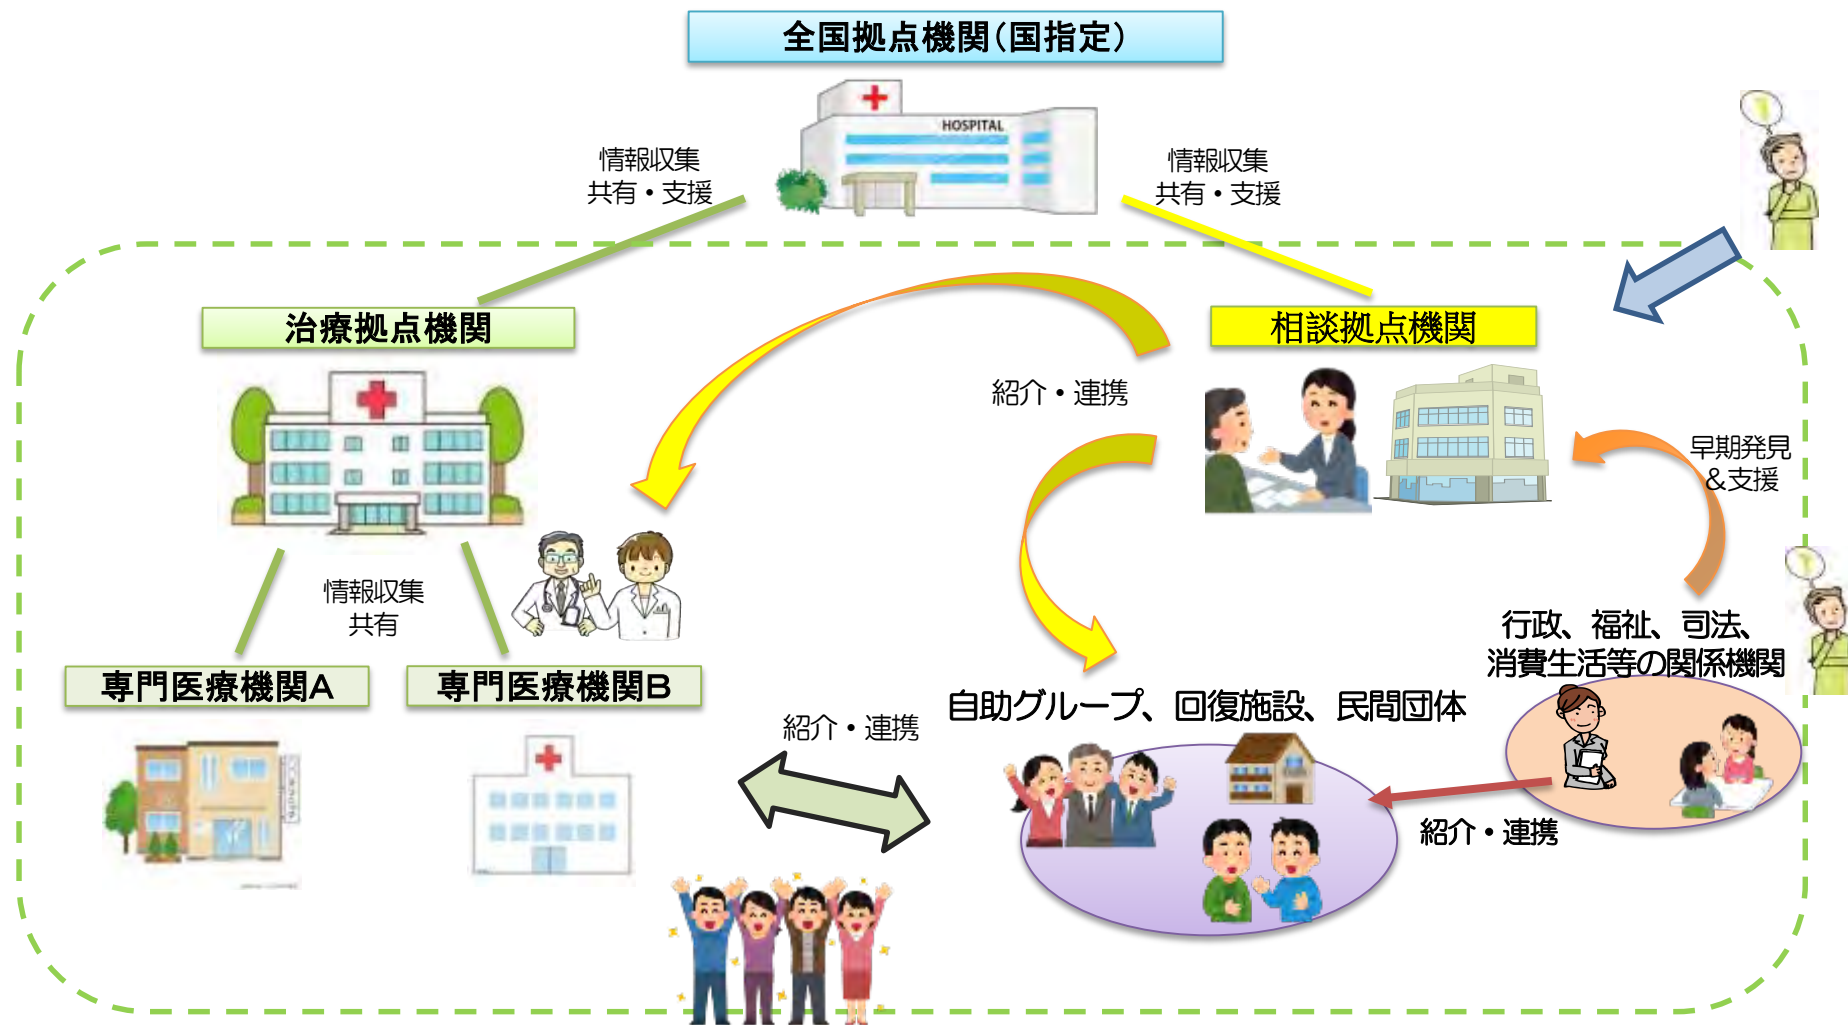 全国拠点機関（国指定）
HOSPITAL
情報収集
共有・支援
情報収集
共有・支援
治療拠点機関
相談拠点機関
紹介・連携
早期発見
＆支援
情報収集
共有
行政、福祉、司法、
消費生活等の関係機関
専門医療機関A
専門医療機関B
自助グループ、回復施設、民間団体
紹介・連携
紹介・連携